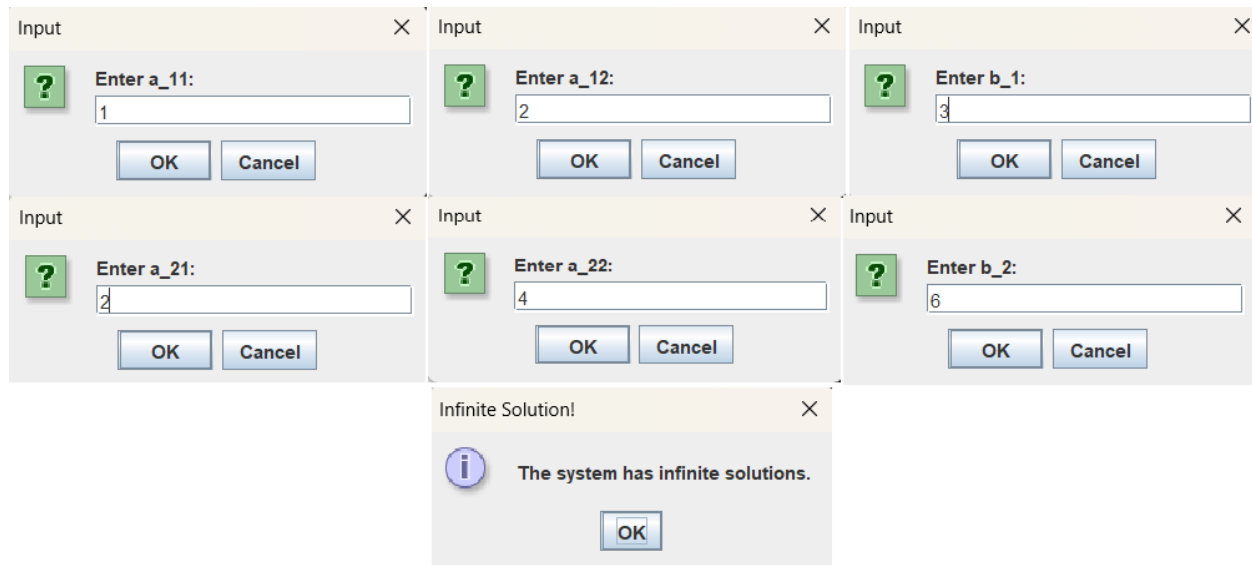 Input
Enter a_11:
1
OK Cancel
Input
Enter a_12:
2
OK Cancel
Input
Enter b_1:
3
OK Cancel
Input
Enter a_21:
2
OK Cancel
Input
Enter a_22:
4
OK Cancel
Input
Enter b_2:
6
OK Cancel
Infinite Solution!
The system has infinite solutions.
OK